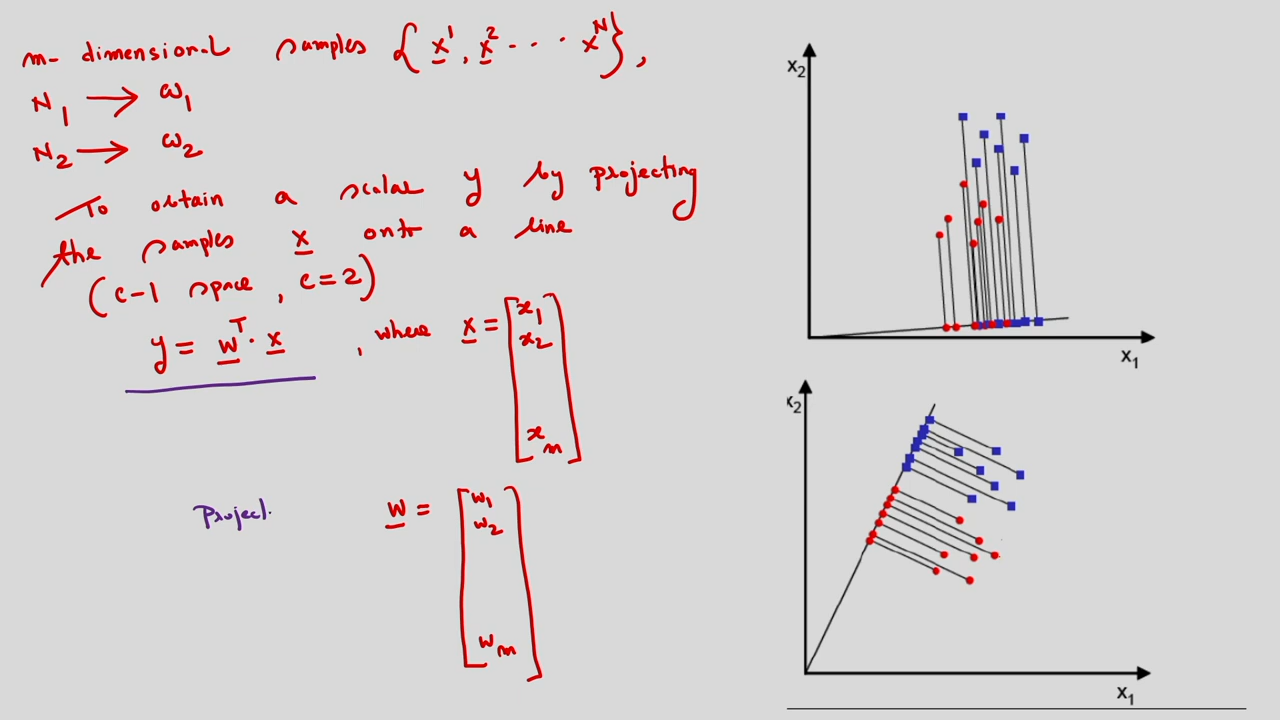 m-dimensional samples {x¹, x² · · · xᴺ},
N₁ → ω₁
N₂ → ω₂
To obtain a scalar y by projecting
the samples x onto a line
(c-1 space, c=2)
y = wᵀ · x , where x = [x₁
x₂
xₘ]
Project.
w = [w₁
w₂
wₘ]
x₂
x₁
x₂
x₁